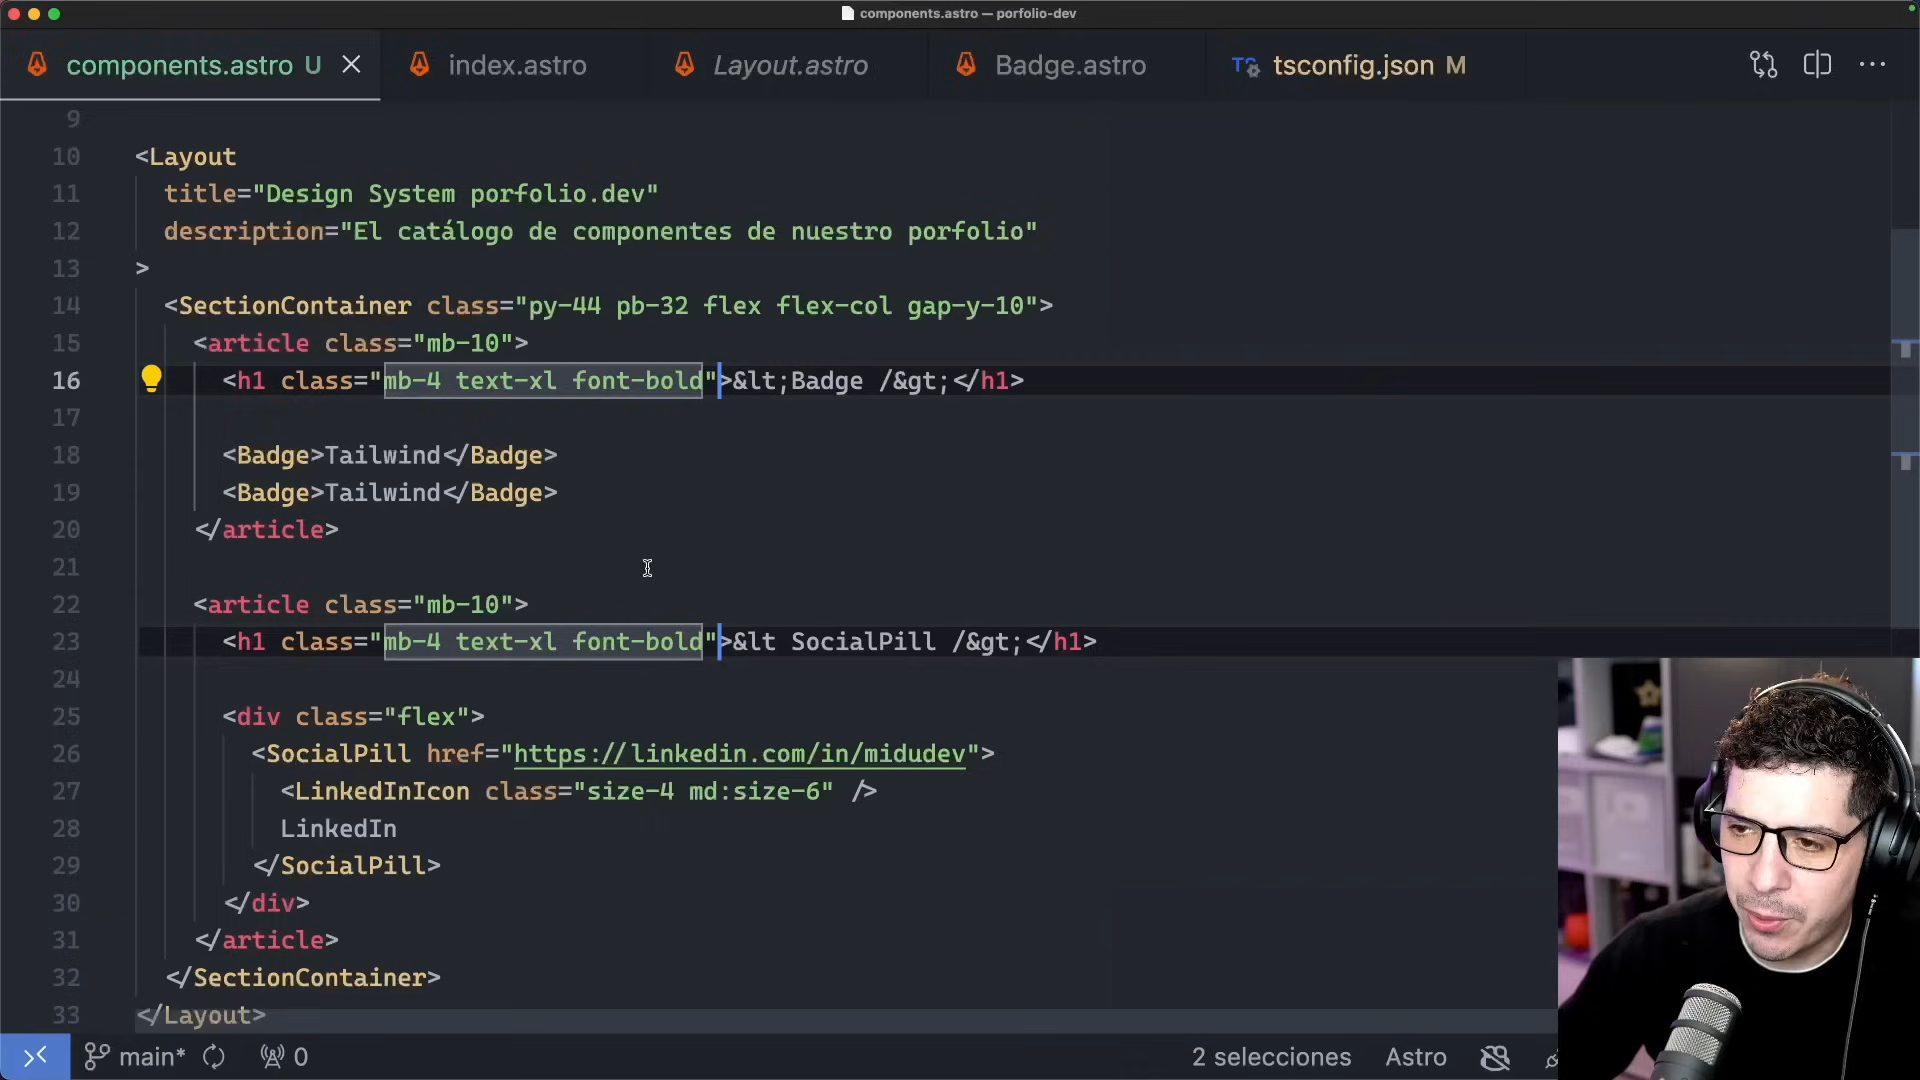 components.astro — porfolio-dev
components.astro U
index.astro
Layout.astro
Badge.astro
tsconfig.json M
9
10 <Layout
11 title="Design System porfolio.dev"
12 description="El catálogo de componentes de nuestro porfolio"
13 >
14 <SectionContainer class="py-44 pb-32 flex flex-col gap-y-10">
15 <article class="mb-10">
16 <h1 class="mb-4 text-xl font-bold">&lt;Badge /&gt;</h1>
17
18 <Badge>Tailwind</Badge>
19 <Badge>Tailwind</Badge>
20 </article>
21
22 <article class="mb-10">
23 <h1 class="mb-4 text-xl font-bold">&lt SocialPill /&gt;</h1>
24
25 <div class="flex">
26 <SocialPill href="https://linkedin.com/in/midudev">
27 <LinkedInIcon class="size-4 md:size-6" />
28 LinkedIn
29 </SocialPill>
30 </div>
31 </article>
32 </SectionContainer>
33 </Layout>
main* 0 2 selecciones Astro